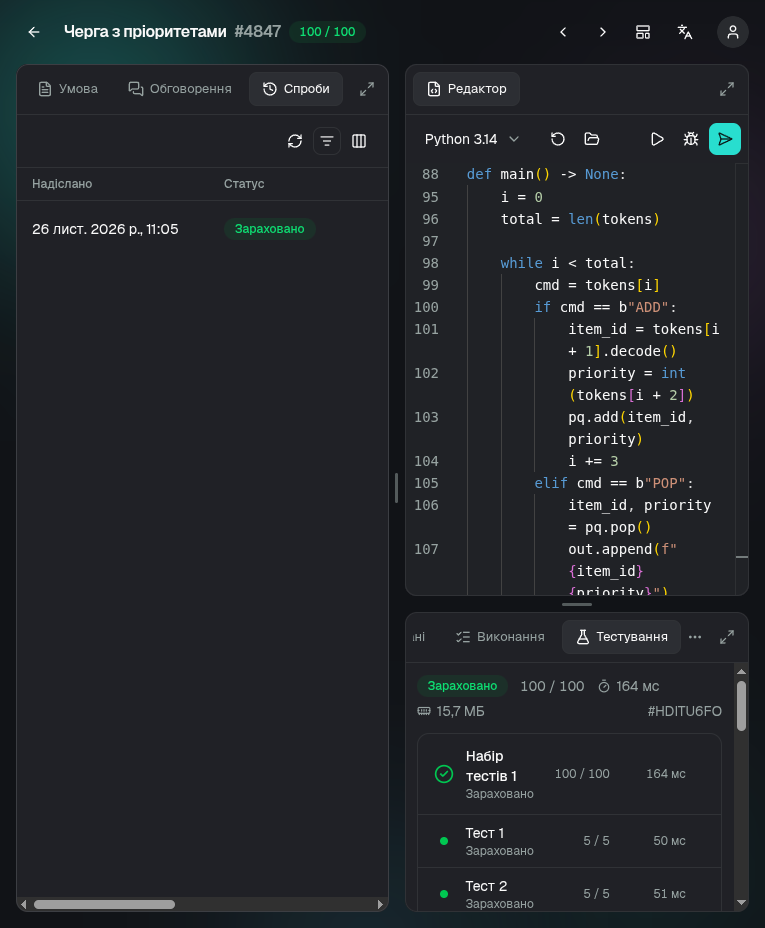 Черга з пріоритетами #4847 100 / 100
Умова Обговорення Спроби
Надіслано Статус
26 лист. 2026 р., 11:05 Зараховано
Редактор
Python 3.14
88 def main() -> None:
95 i = 0
96 total = len(tokens)
97
98 while i < total:
99 cmd = tokens[i]
100 if cmd == b"ADD":
101 item_id = tokens[i
+ 1].decode()
102 priority = int
(tokens[i + 2])
103 pq.add(item_id,
priority)
104 i += 3
105 elif cmd == b"POP":
106 item_id, priority
= pq.pop()
107 out.append(f"
{item_id}
{priority}")
Виконання Тестування
Зараховано 100 / 100 164 мс
15,7 МБ #HDITU6FO
Набір
тестів 1 100 / 100 164 мс
Зараховано
Тест 1 5 / 5 50 мс
Зараховано
Тест 2 5 / 5 51 мс
Зараховано